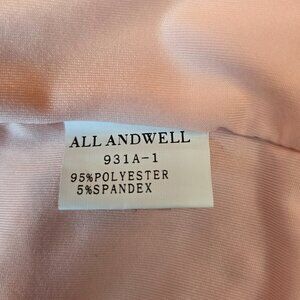 ALL ANDWELL
931A-1
95%POLYESTER
5%SPANDEX